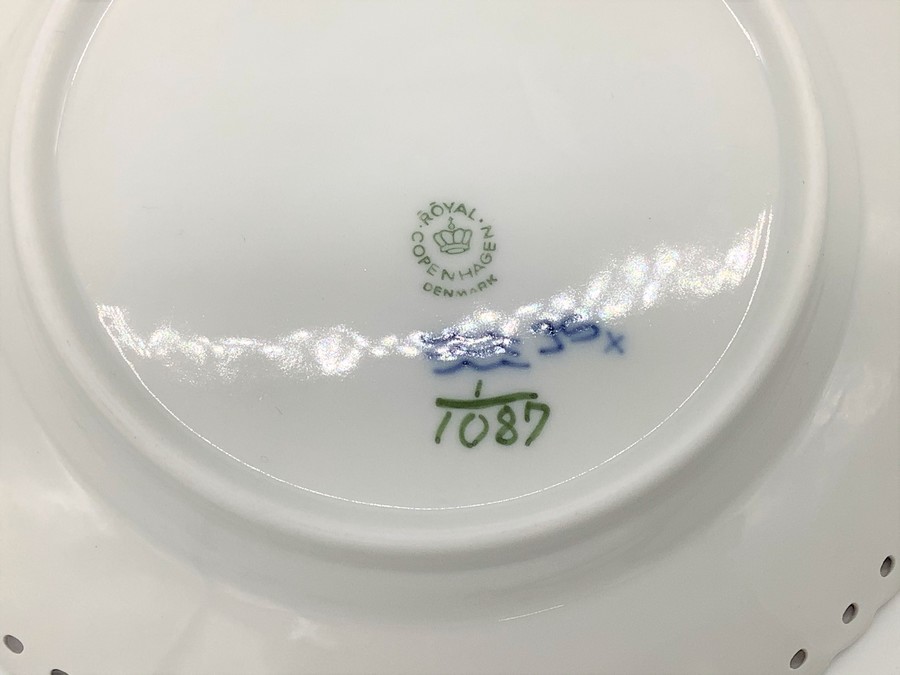 ROYAL
COPENHAGEN
DENMARK
1
1087